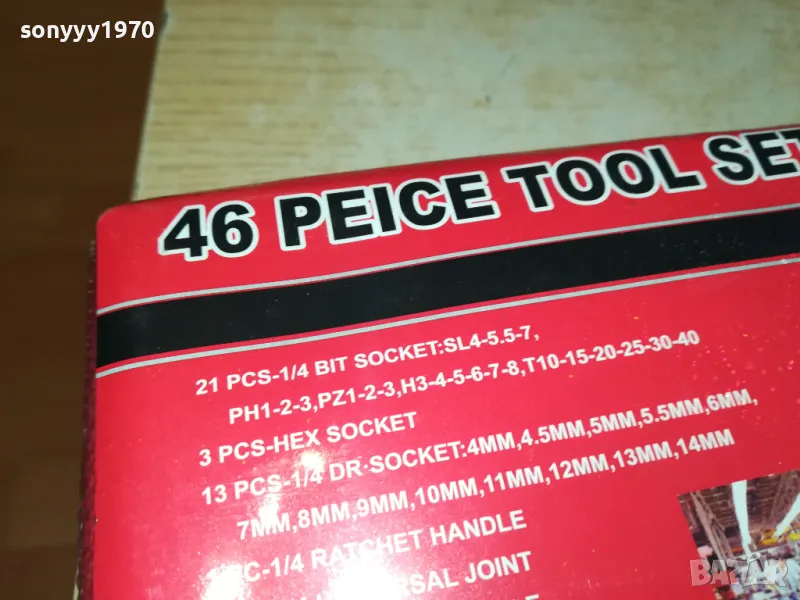 sonyyy1970
46 PEICE TOOL SET
21 PCS-1/4 BIT SOCKET:SL4-5.5-7,
PH1-2-3,PZ1-2-3,H3-4-5-6-7-8,T10-15-20-25-30-40
3 PCS-HEX SOCKET
13 PCS-1/4 DR-SOCKET:4MM,4.5MM,5MM,5.5MM,6MM,
7MM,8MM,9MM,10MM,11MM,12MM,13MM,14MM
RATCHET HANDLE
JOINT
BAZAR